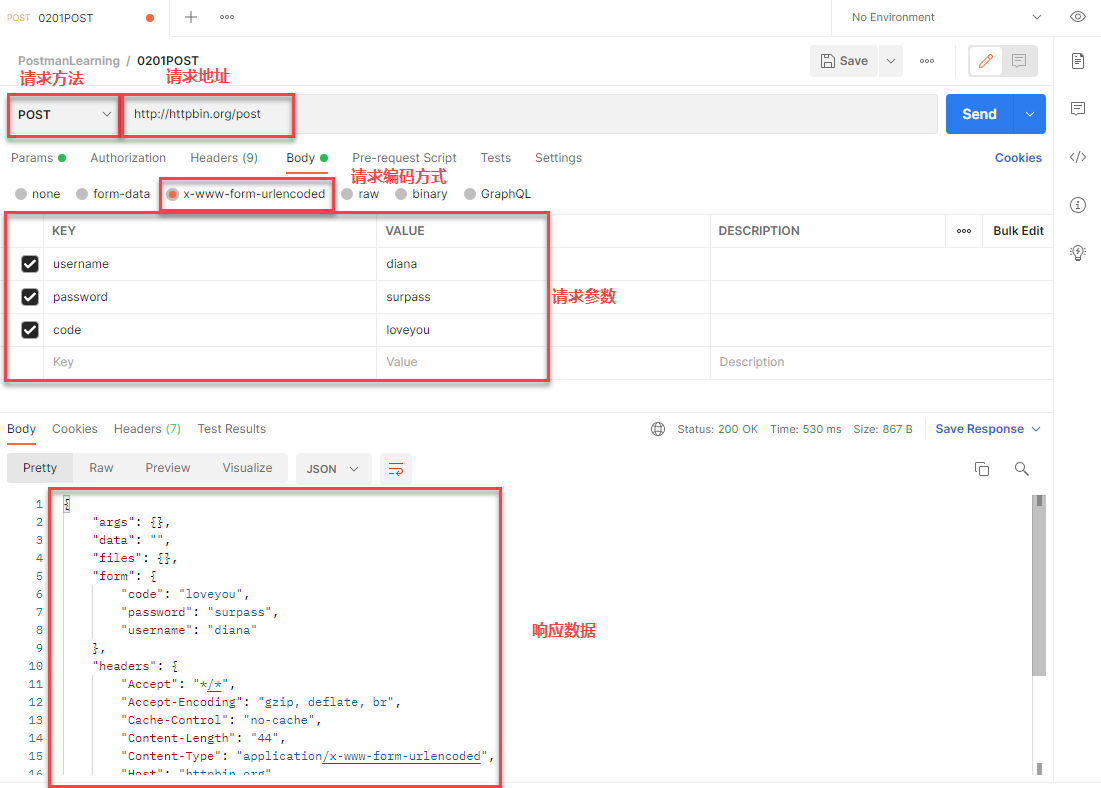 POST 0201POST
No Environment
PostmanLearning / 0201POST
Save
请求方法
请求地址
POST
http://httpbin.org/post
Send
Params Authorization Headers (9) Body Pre-request Script Tests Settings
Cookies
请求编码方式
none form-data x-www-form-urlencoded raw binary GraphQL
KEY VALUE DESCRIPTION
Bulk Edit
username diana
password surpass
请求参数
code loveyou
Key Value Description
Body Cookies Headers (7) Test Results
Status: 200 OK Time: 530 ms Size: 867 B
Save Response
Pretty Raw Preview Visualize JSON
1 {
2 "args": {},
3 "data": "",
4 "files": {},
5 "form": {
6 "code": "loveyou",
7 "password": "surpass",
8 "username": "diana"
响应数据
9 },
10 "headers": {
11 "Accept": "*/*",
12 "Accept-Encoding": "gzip, deflate, br",
13 "Cache-Control": "no-cache",
14 "Content-Length": "44",
15 "Content-Type": "application/x-www-form-urlencoded",
16 "Host": "httpbin.org"